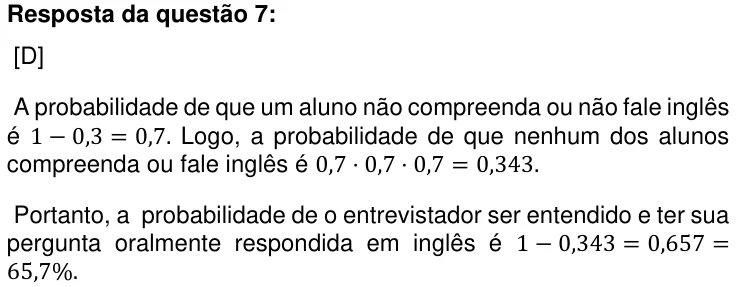 Resposta da questão 7:
[D]
A probabilidade de que um aluno não compreenda ou não fale inglês
é 1 − 0,3 = 0,7. Logo, a probabilidade de que nenhum dos alunos
compreenda ou fale inglês é 0,7 · 0,7 · 0,7 = 0,343.
Portanto, a probabilidade de o entrevistador ser entendido e ter sua
pergunta oralmente respondida em inglês é 1 − 0,343 = 0,657 =
65,7%.